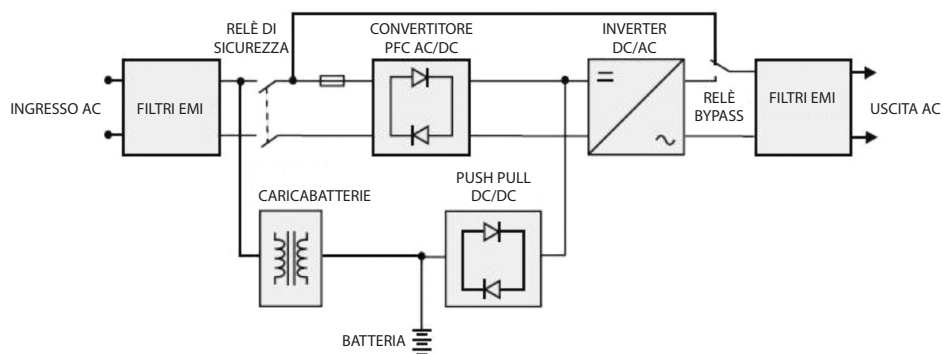 RELÈ DI
SICUREZZA
CONVERTITORE
PFC AC/DC
INVERTER
DC/AC
INGRESSO AC
FILTRI EMI
RELÈ
BYPASS
FILTRI EMI
USCITA AC
CARICABATTERIE
PUSH PULL
DC/DC
BATTERIA